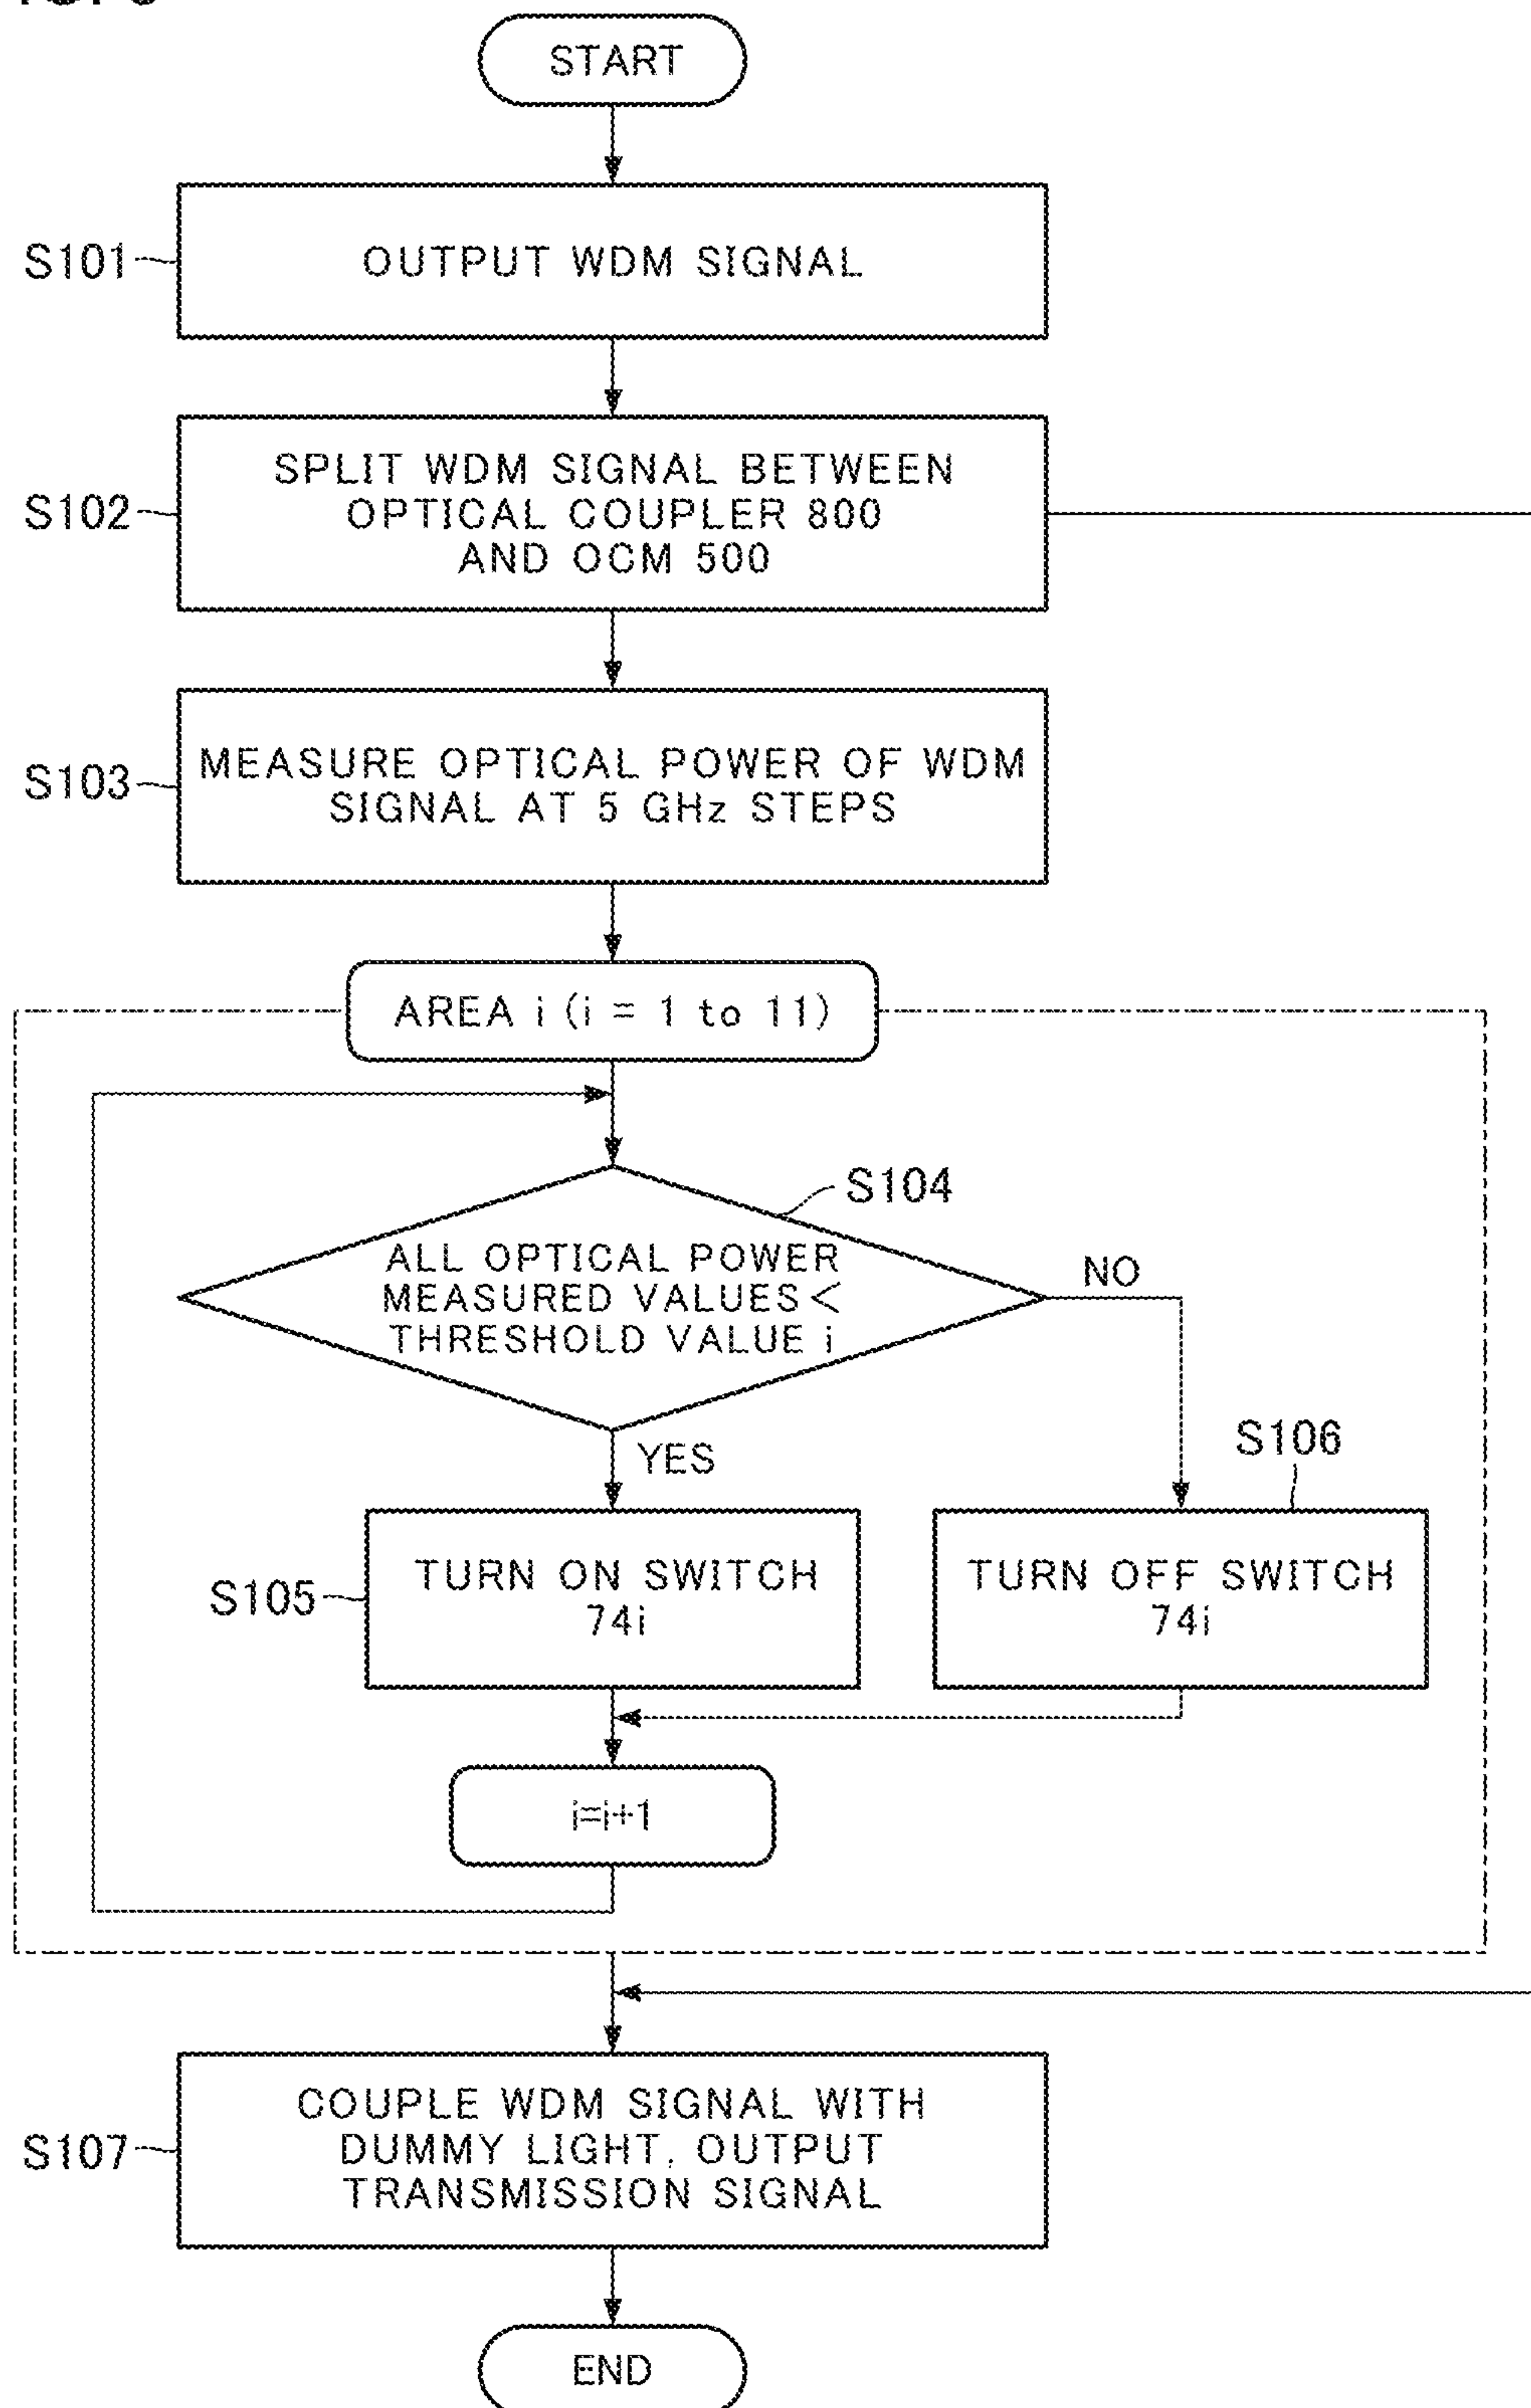 START
S101
OUTPUT WDM SIGNAL
S102
SPLIT WDM SIGNAL BETWEEN
OPTICAL COUPLER 800
AND OCM 500
S103
MEASURE OPTICAL POWER OF WDM
SIGNAL AT 5 GHz STEPS
AREA i (i = 1 to 11)
S104
ALL OPTICAL POWER
MEASURED VALUES <
THRESHOLD VALUE i
NO
YES
S106
S105
TURN ON SWITCH
74i
TURN OFF SWITCH
74i
i=i+1
S107
COUPLE WDM SIGNAL WITH
DUMMY LIGHT, OUTPUT
TRANSMISSION SIGNAL
END